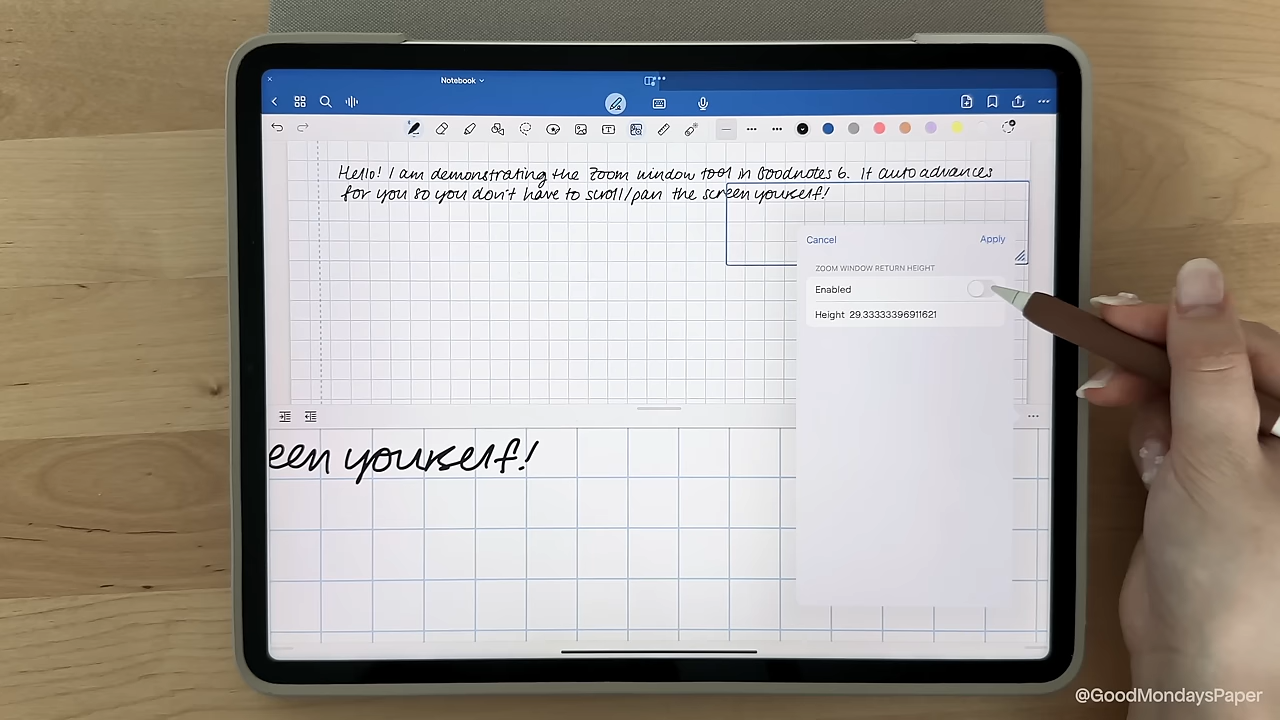 Notebook
Hello! I am demonstrating the Zoom window tool in Goodnotes 6. It auto advances
for you so you don't have to scroll/pan the screen yourself!
Cancel
Apply
ZOOM WINDOW RETURN HEIGHT
Enabled
Height 29.33333396911621
een yourself!
@GoodMondaysPaper